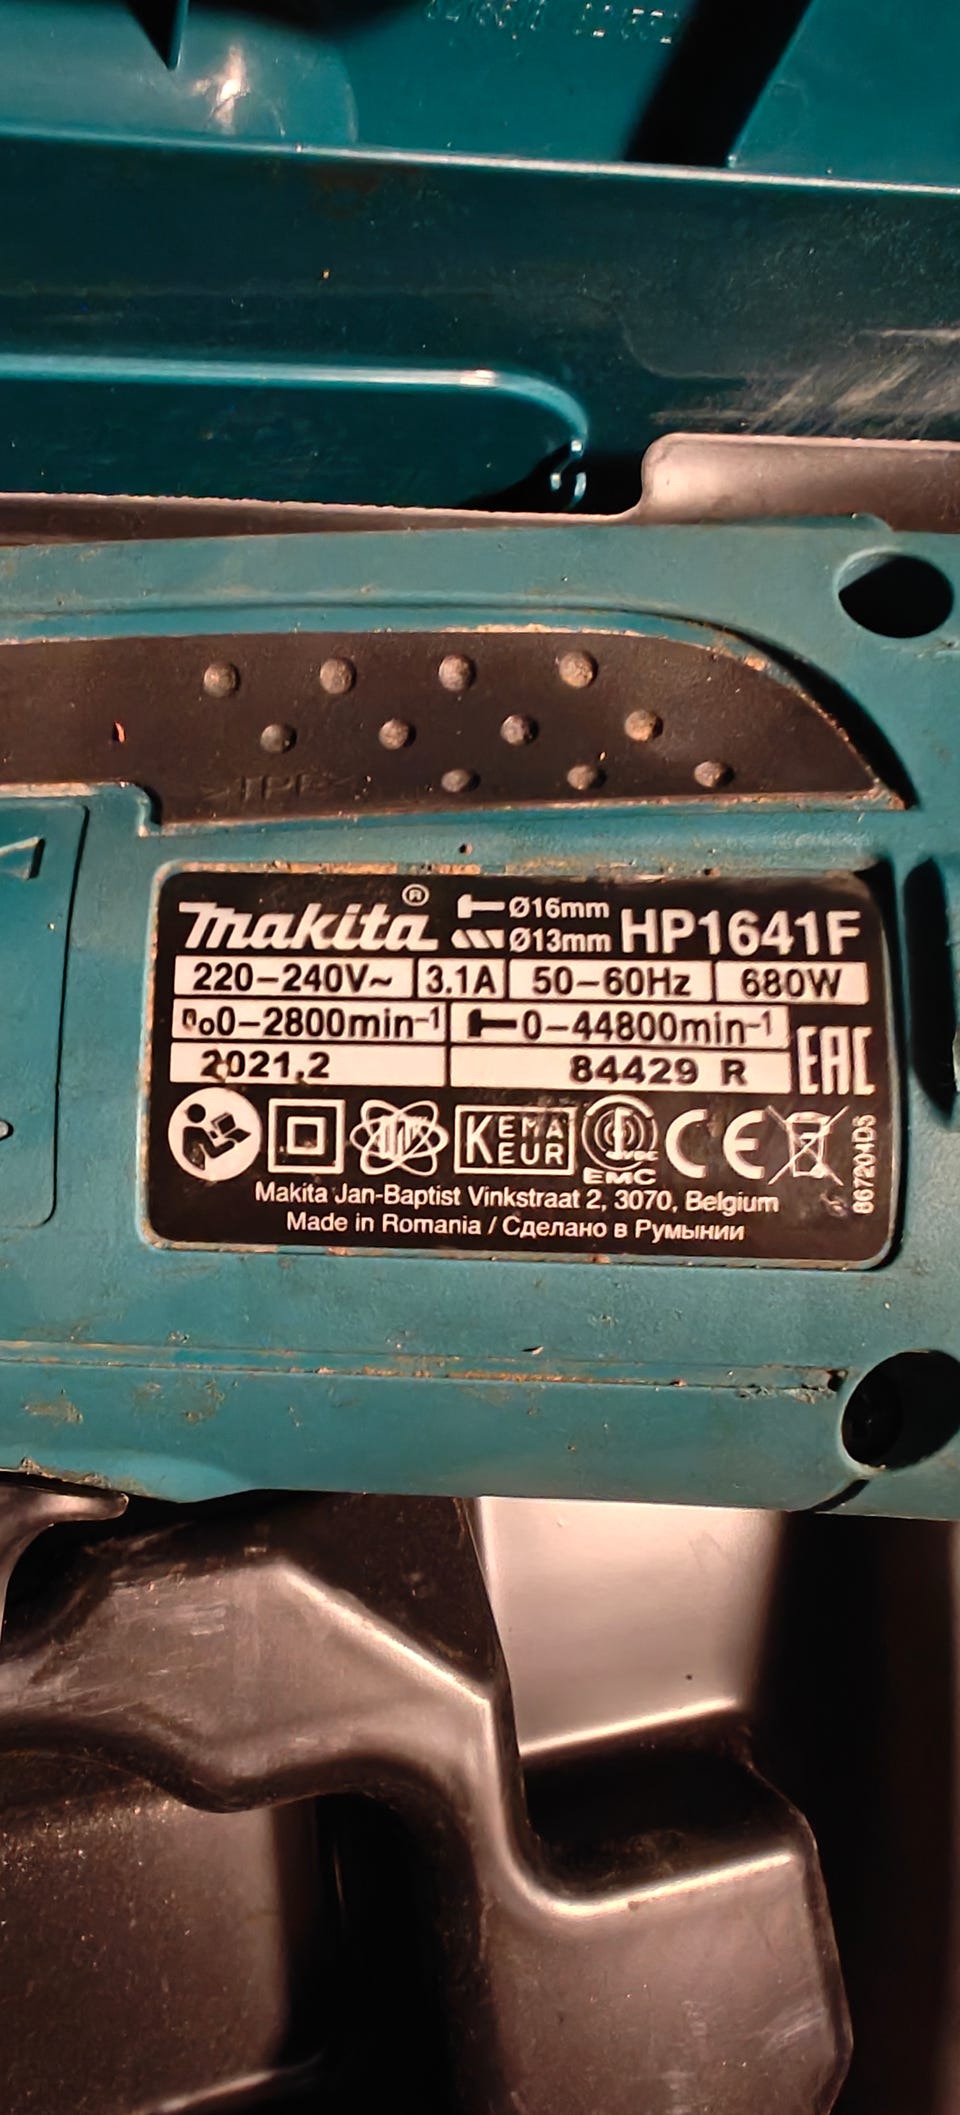 >TPE<
makita® Ø16mm HP1641F
Ø13mm
220–240V~ 3.1A 50–60Hz 680W
0–2800min-1 0–44800min-1
2021.2 84429 R EAC
KEMA
KEUR
EMC
CE
867204D5
Makita Jan-Baptist Vinkstraat 2, 3070, Belgium
Made in Romania / Сделано в Румынии